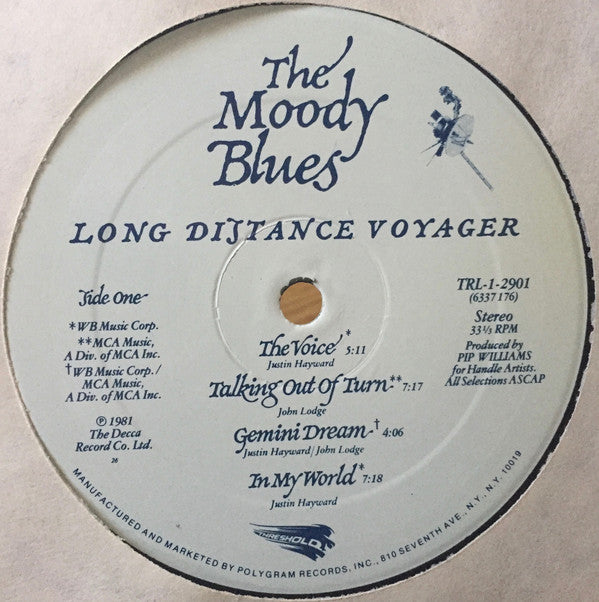 The
Moody
Blues
LONG DISTANCE VOYAGER
Side One
*WB Music Corp.
**MCA Music,
A Div. of MCA Inc.
†WB Music Corp./
MCA Music,
A Div. of MCA Inc.
℗ 1981
The Decca
Record Co. Ltd.
26
TRL-1-2901
(6337 176)
Stereo
33⅓ RPM
Produced by
PIP WILLIAMS
for Handle Artists.
All Selections ASCAP
The Voice* 5:11
Justin Hayward
Talking Out Of Turn** 7:17
John Lodge
Gemini Dream† 4:06
Justin Hayward/John Lodge
In My World* 7:18
Justin Hayward
THRESHOLD
MANUFACTURED AND MARKETED BY POLYGRAM RECORDS, INC., 810 SEVENTH AVE., N.Y., N.Y. 10019